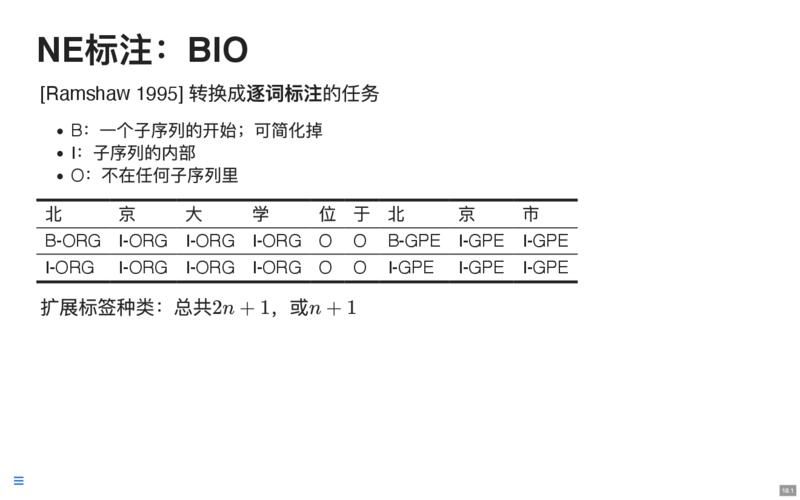 NE标注：BIO
[Ramshaw 1995] 转换成逐词标注的任务
• B：一个子序列的开始；可简化掉
• I：子序列的内部
• O：不在任何子序列里
北 京 大 学 位 于 北 京 市
B-ORG I-ORG I-ORG I-ORG O O B-GPE I-GPE I-GPE
I-ORG I-ORG I-ORG I-ORG O O I-GPE I-GPE I-GPE
扩展标签种类：总共2n + 1，或n + 1
18.1